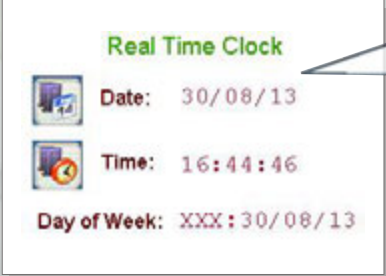 Real Time Clock
Date: 30/08/13
Time: 16:44:46
Day of Week: XXX:30/08/13